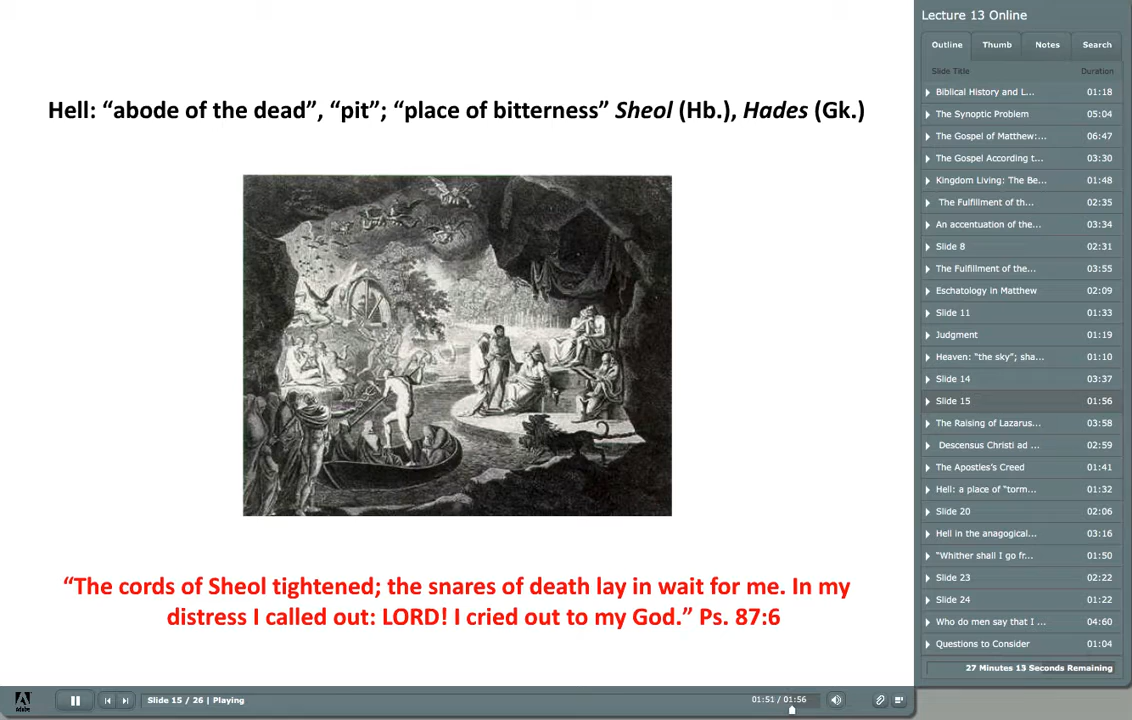 Hell: “abode of the dead”, “pit”; “place of bitterness” Sheol (Hb.), Hades (Gk.)
“The cords of Sheol tightened; the snares of death lay in wait for me. In my
distress I called out: LORD! I cried out to my God.” Ps. 87:6
Lecture 13 Online
Outline Thumb Notes Search
Slide Title Duration
Biblical History and L... 01:18
The Synoptic Problem 05:04
The Gospel of Matthew:... 06:47
The Gospel According t... 03:30
Kingdom Living: The Be... 01:48
The Fulfillment of th... 02:35
An accentuation of the... 03:34
Slide 8 02:31
The Fulfillment of the... 03:55
Eschatology in Matthew 02:09
Slide 11 01:33
Judgment 01:19
Heaven: “the sky”; sha... 01:10
Slide 14 03:37
Slide 15 01:56
The Raising of Lazarus... 03:58
Descensus Christi ad ... 02:59
The Apostles’s Creed 01:41
Hell: a place of “torm... 01:32
Slide 20 02:06
Hell in the anagogical... 03:16
“Whither shall I go fr... 01:50
Slide 23 02:22
Slide 24 01:22
Who do men say that I ... 04:60
Questions to Consider 01:04
27 Minutes 13 Seconds Remaining
Adobe Slide 15 / 26 | Playing 01:51 / 01:56